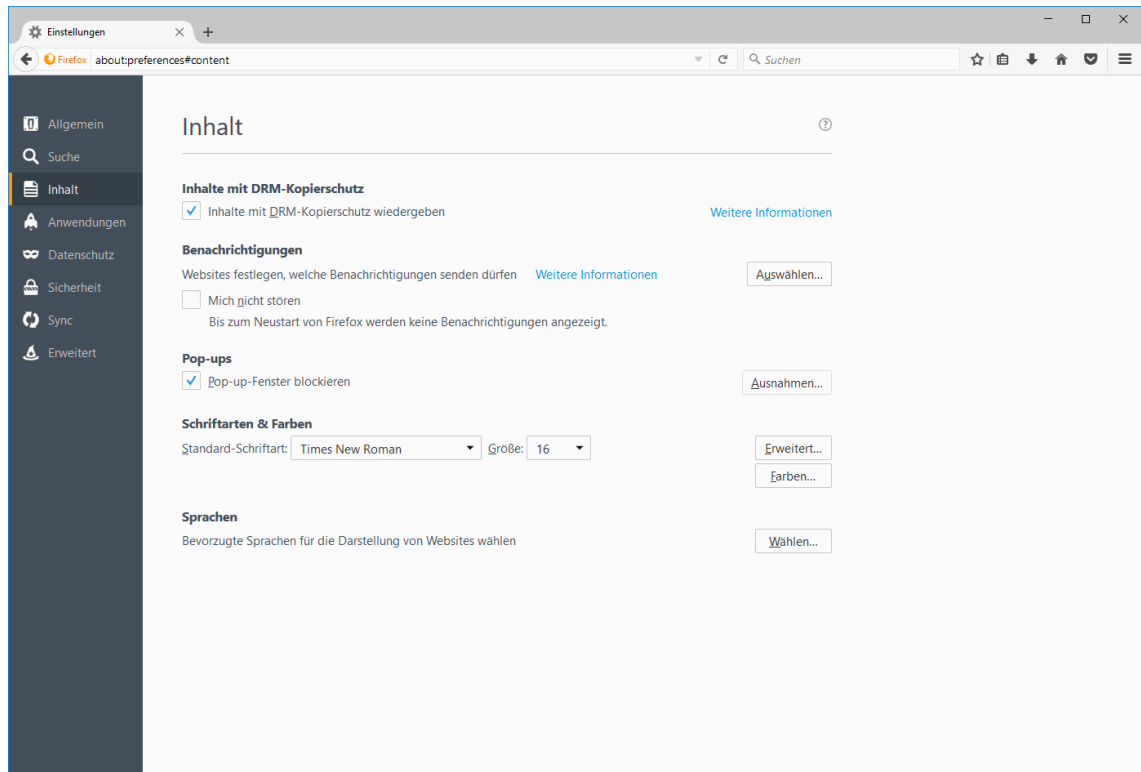 Einstellungen
Firefox about:preferences#content
Suchen
Allgemein
Suche
Inhalt
Anwendungen
Datenschutz
Sicherheit
Sync
Erweitert
Inhalt
Inhalte mit DRM-Kopierschutz
Inhalte mit DRM-Kopierschutz wiedergeben Weitere Informationen
Benachrichtigungen
Websites festlegen, welche Benachrichtigungen senden dürfen Weitere Informationen Auswählen...
Mich nicht stören
Bis zum Neustart von Firefox werden keine Benachrichtigungen angezeigt.
Pop-ups
Pop-up-Fenster blockieren Ausnahmen...
Schriftarten & Farben
Standard-Schriftart: Times New Roman Größe: 16 Erweitert...
Farben...
Sprachen
Bevorzugte Sprachen für die Darstellung von Websites wählen Wählen...